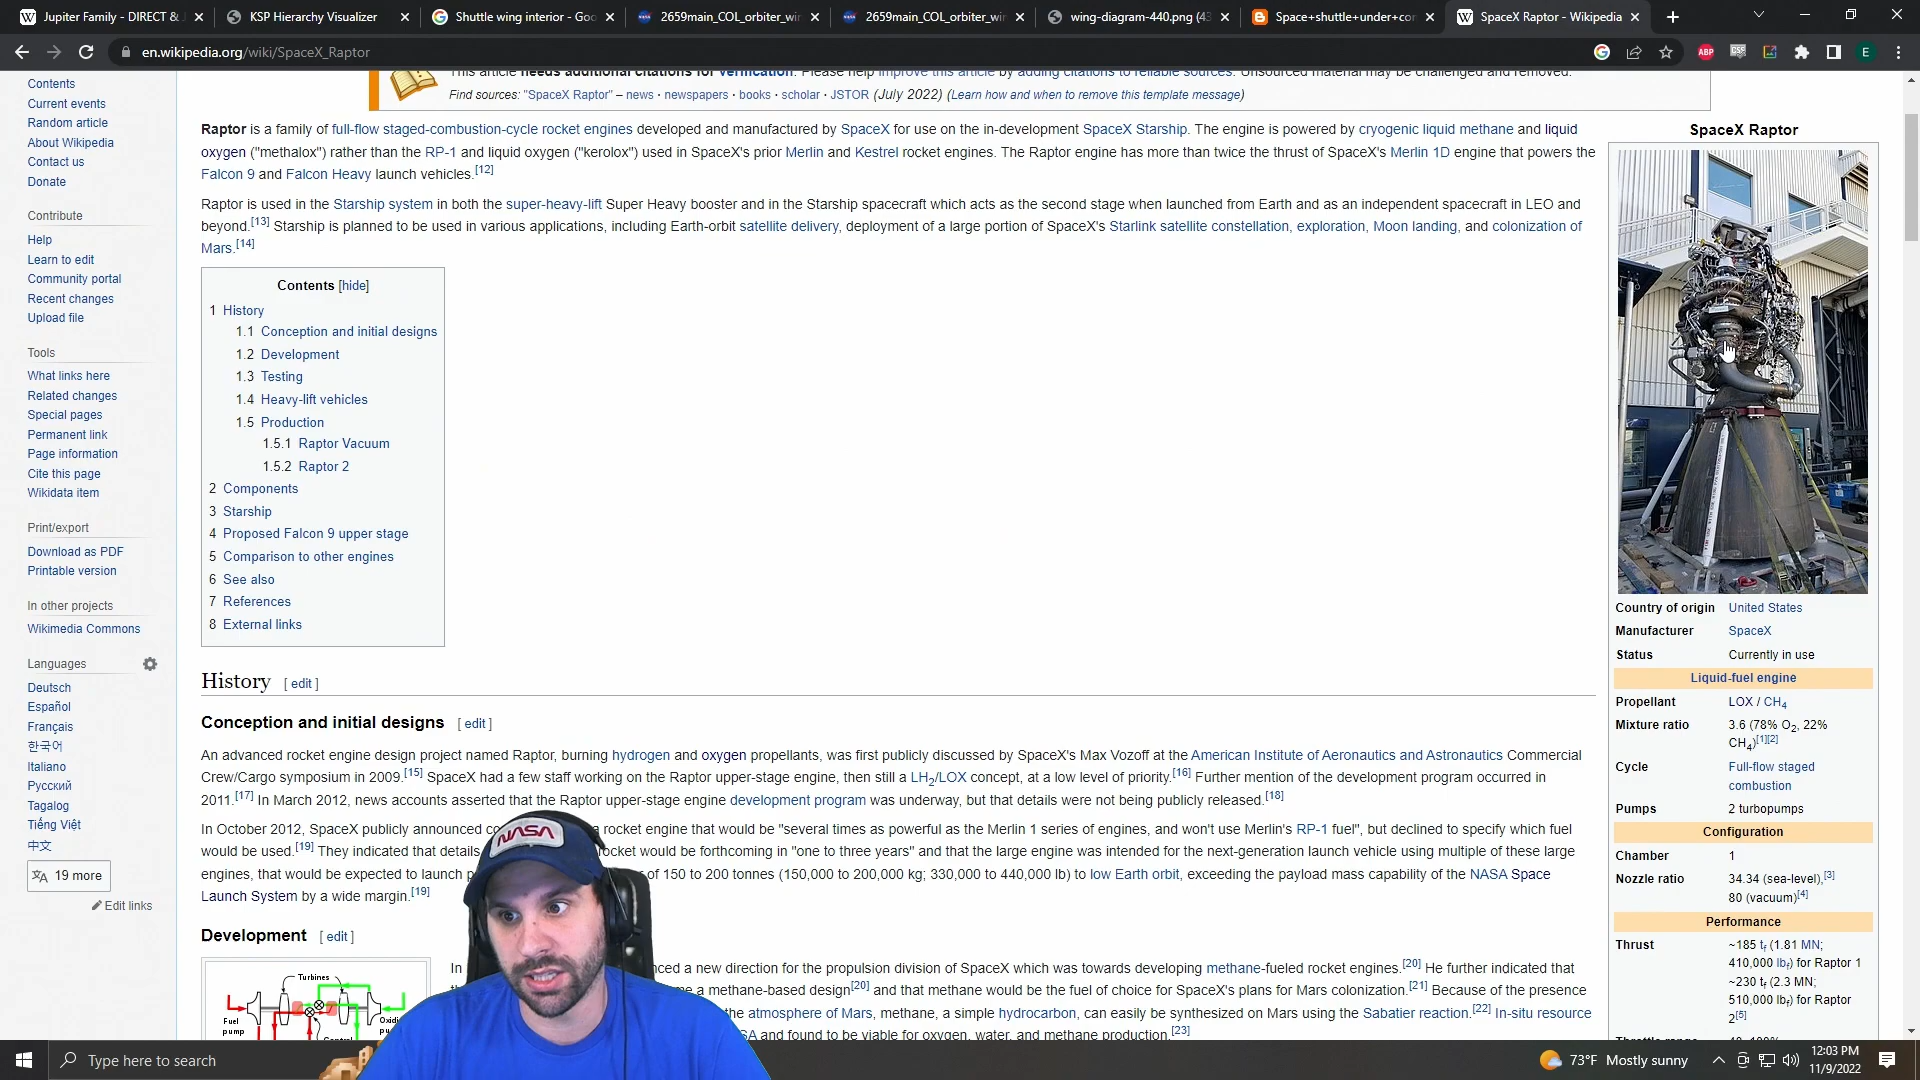 Jupiter Family - DIRECT &
KSP Hierarchy Visualizer
Shuttle wing interior - Goo
2659main_COL_orbiter_wi
2659main_COL_orbiter_wi
wing-diagram-440.png (43
Space+shuttle+under+co
SpaceX Raptor - Wikipedia
en.wikipedia.org/wiki/SpaceX_Raptor
ABP
E
Contents
Current events
Random article
About Wikipedia
Contact us
Donate
Contribute
Help
Learn to edit
Community portal
Recent changes
Upload file
Tools
What links here
Related changes
Special pages
Permanent link
Page information
Cite this page
Wikidata item
Print/export
Download as PDF
Printable version
In other projects
Wikimedia Commons
Languages
Deutsch
Español
Français
한국어
Italiano
Русский
Tagalog
Tiếng Việt
中文
19 more
Edit links
This article needs additional citations for verification. Please help improve this article by adding citations to reliable sources. Unsourced material may be challenged and removed.
Find sources: "SpaceX Raptor" – news · newspapers · books · scholar · JSTOR (July 2022) (Learn how and when to remove this template message)
Raptor is a family of full-flow staged-combustion-cycle rocket engines developed and manufactured by SpaceX for use on the in-development SpaceX Starship. The engine is powered by cryogenic liquid methane and liquid
oxygen ("methalox") rather than the RP-1 and liquid oxygen ("kerolox") used in SpaceX's prior Merlin and Kestrel rocket engines. The Raptor engine has more than twice the thrust of SpaceX's Merlin 1D engine that powers the
Falcon 9 and Falcon Heavy launch vehicles.[12]
Raptor is used in the Starship system in both the super-heavy-lift Super Heavy booster and in the Starship spacecraft which acts as the second stage when launched from Earth and as an independent spacecraft in LEO and
beyond.[13] Starship is planned to be used in various applications, including Earth-orbit satellite delivery, deployment of a large portion of SpaceX's Starlink satellite constellation, exploration, Moon landing, and colonization of
Mars.[14]
Contents [hide]
1 History
1.1 Conception and initial designs
1.2 Development
1.3 Testing
1.4 Heavy-lift vehicles
1.5 Production
1.5.1 Raptor Vacuum
1.5.2 Raptor 2
2 Components
3 Starship
4 Proposed Falcon 9 upper stage
5 Comparison to other engines
6 See also
7 References
8 External links
History [ edit ]
Conception and initial designs [ edit ]
An advanced rocket engine design project named Raptor, burning hydrogen and oxygen propellants, was first publicly discussed by SpaceX's Max Vozoff at the American Institute of Aeronautics and Astronautics Commercial
Crew/Cargo symposium in 2009.[15] SpaceX had a few staff working on the Raptor upper-stage engine, then still a LH2/LOX concept, at a low level of priority.[16] Further mention of the development program occurred in
2011.[17] In March 2012, news accounts asserted that the Raptor upper-stage engine development program was underway, but that details were not being publicly released.[18]
In October 2012, SpaceX publicly announced co rocket engine that would be "several times as powerful as the Merlin 1 series of engines, and won't use Merlin's RP-1 fuel", but declined to specify which fuel
would be used.[19] They indicated that details rocket would be forthcoming in "one to three years" and that the large engine was intended for the next-generation launch vehicle using multiple of these large
engines, that would be expected to launch p of 150 to 200 tonnes (150,000 to 200,000 kg; 330,000 to 440,000 lb) to low Earth orbit, exceeding the payload mass capability of the NASA Space
Launch System by a wide margin.[19]
NASA
Development [ edit ]
Turbines
Fuel
pump
In nced a new direction for the propulsion division of SpaceX which was towards developing methane-fueled rocket engines.[20] He further indicated that
me a methane-based design[20] and that methane would be the fuel of choice for SpaceX's plans for Mars colonization.[21] Because of the presence
the atmosphere of Mars, methane, a simple hydrocarbon, can easily be synthesized on Mars using the Sabatier reaction.[22] In-situ resource
SA and found to be viable for oxygen, water, and methane production.[23]
SpaceX Raptor
Country of origin United States
Manufacturer SpaceX
Status Currently in use
Liquid-fuel engine
Propellant LOX / CH4
Mixture ratio 3.6 (78% O2, 22%
CH4)[1][2]
Cycle Full-flow staged
combustion
Pumps 2 turbopumps
Configuration
Chamber 1
Nozzle ratio 34.34 (sea-level),[3]
80 (vacuum)[4]
Performance
Thrust ~185 tf (1.81 MN;
410,000 lbf) for Raptor 1
~230 tf (2.3 MN;
510,000 lbf) for Raptor
2[5]
Type here to search
73°F Mostly sunny
12:03 PM
11/9/2022